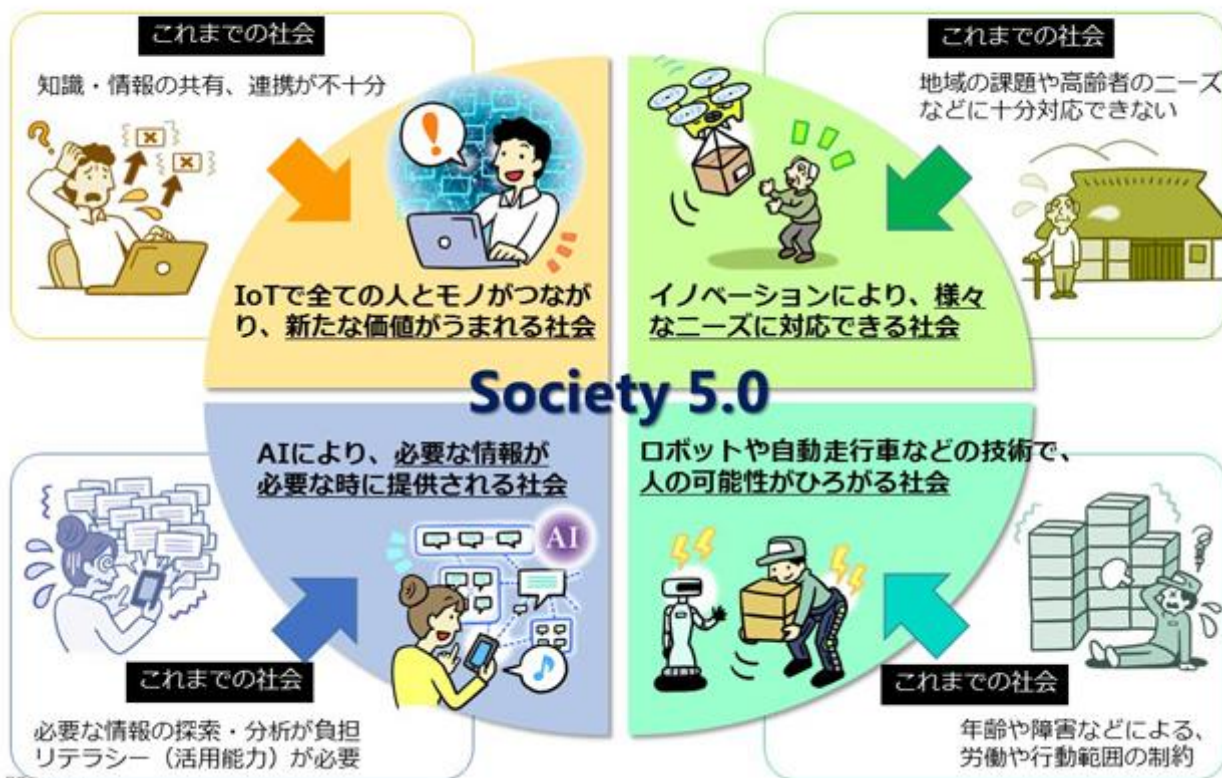 これまでの社会
知識・情報の共有、連携が不十分
IoTで全ての人とモノがつなが
り、新たな価値がうまれる社会
これまでの社会
地域の課題や高齢者のニーズ
などに十分対応できない
イノベーションにより、様々
なニーズに対応できる社会
Society 5.0
AIにより、必要な情報が
必要な時に提供される社会
AI
これまでの社会
必要な情報の探索・分析が負担
リテラシー（活用能力）が必要
ロボットや自動走行車などの技術で、
人の可能性がひろがる社会
これまでの社会
年齢や障害などによる、
労働や行動範囲の制約